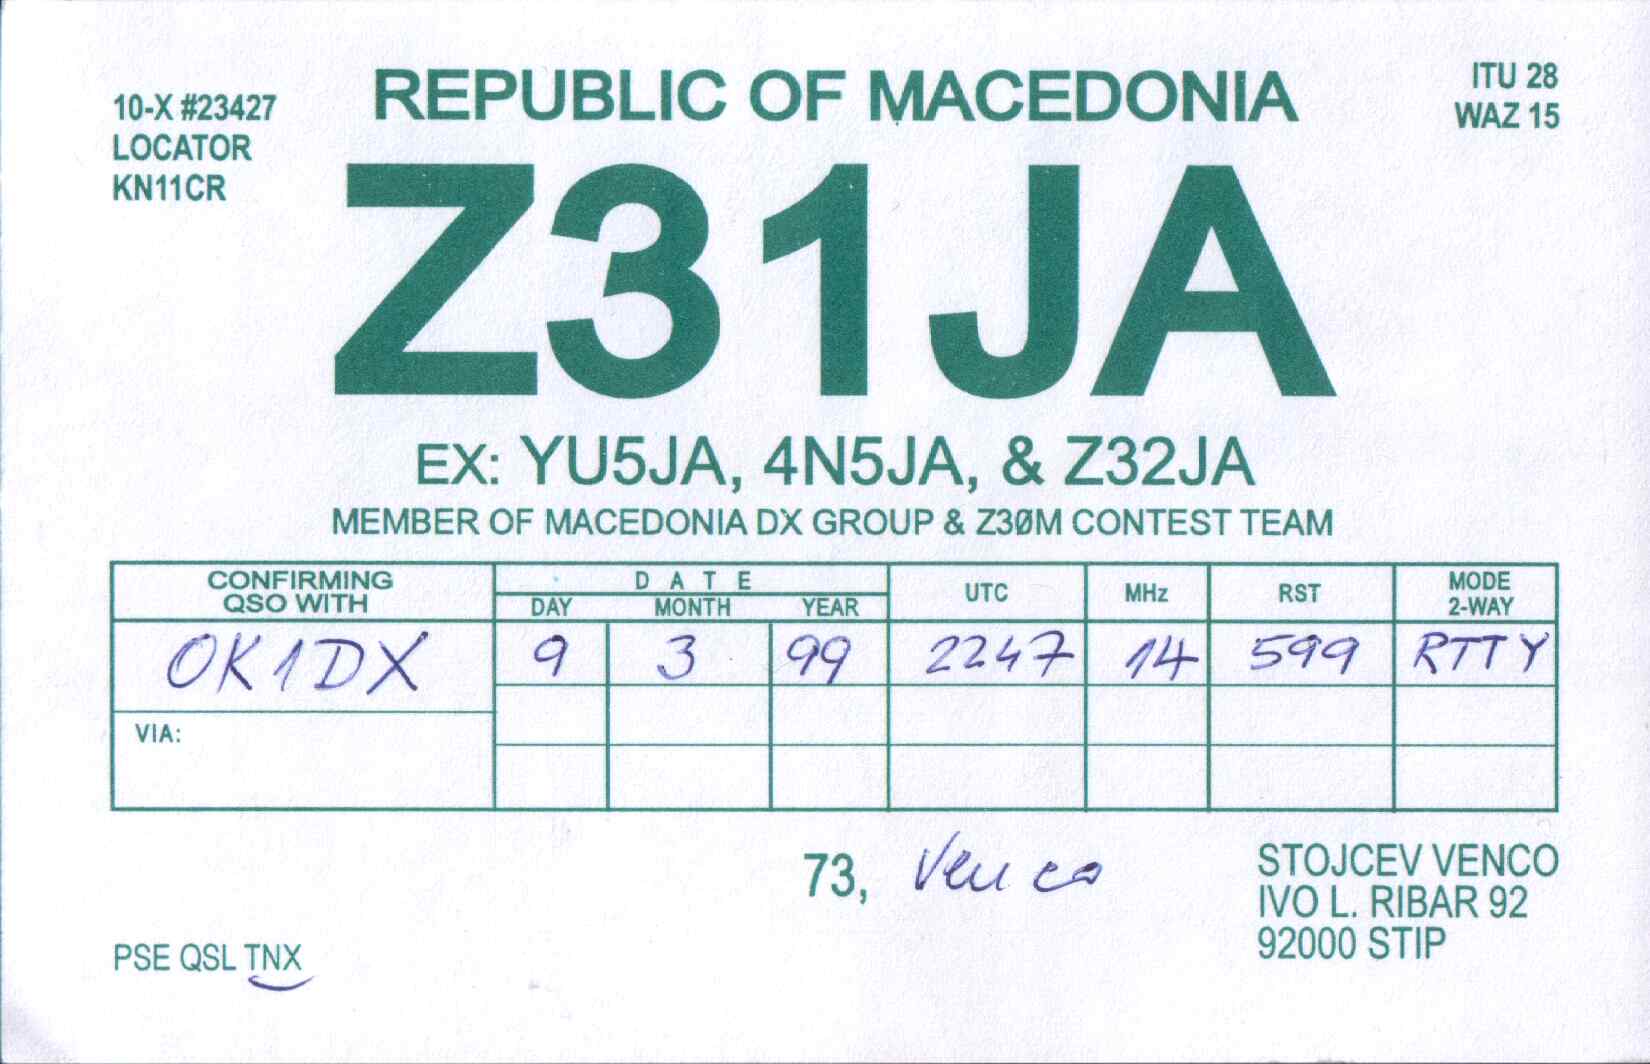 10-X #23427
LOCATOR
KN11CR
REPUBLIC OF MACEDONIA
ITU 28
WAZ 15
Z31JA
EX: YU5JA, 4N5JA, & Z32JA
MEMBER OF MACEDONIA DX GROUP & Z3ØM CONTEST TEAM
CONFIRMING QSO WITH DATE DAY MONTH YEAR UTC MHz RST MODE 2-WAY
OK1DX 9 3 99 2247 14 599 RTTY
VIA:
73, Venco
STOJCEV VENCO
IVO L. RIBAR 92
92000 STIP
PSE QSL TNX